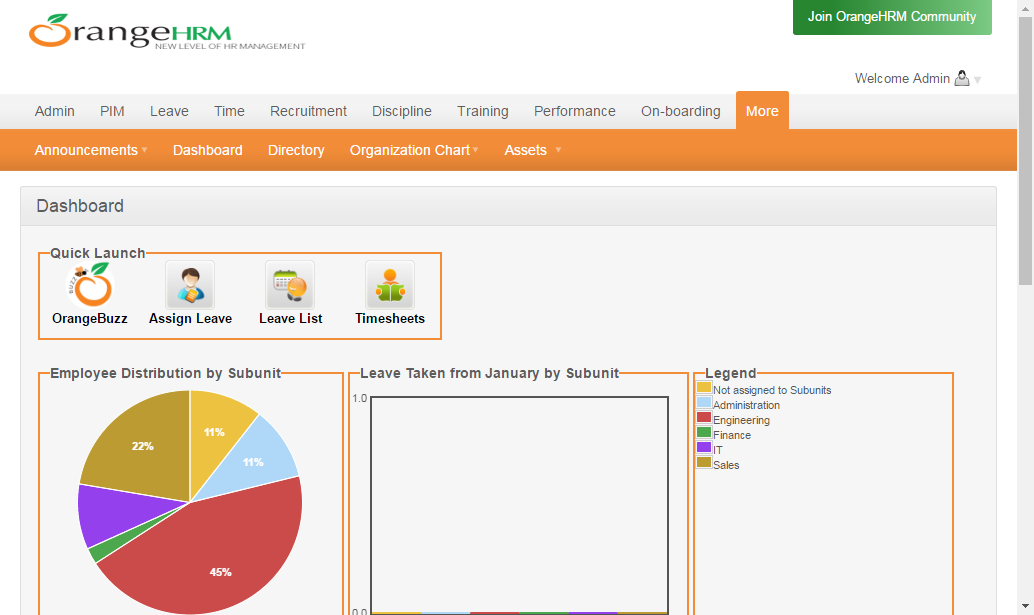 Join OrangeHRM Community
OrangeHRM
NEW LEVEL OF HR MANAGEMENT
Welcome Admin
Admin PIM Leave Time Recruitment Discipline Training Performance On-boarding More
Announcements Dashboard Directory Organization Chart Assets
Dashboard
Quick Launch
BUZZ
OrangeBuzz Assign Leave Leave List Timesheets
Employee Distribution by Subunit
11%
11%
22%
45%
Leave Taken from January by Subunit
1.0
0.0
Legend
Not assigned to Subunits
Administration
Engineering
Finance
IT
Sales